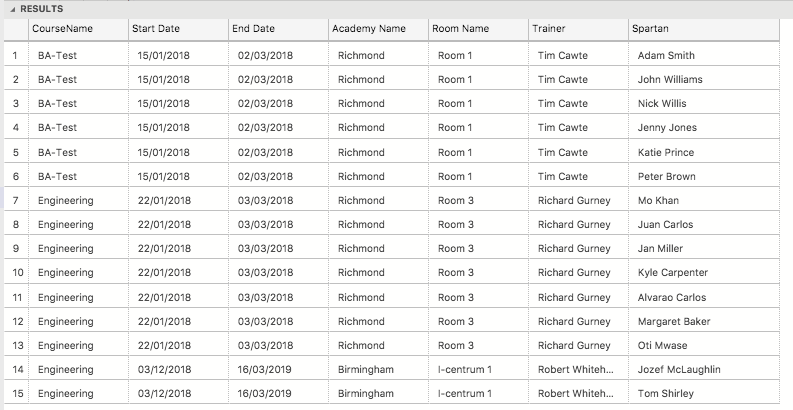 RESULTS
CourseName Start Date End Date Academy Name Room Name Trainer Spartan
1 BA-Test 15/01/2018 02/03/2018 Richmond Room 1 Tim Cawte Adam Smith
2 BA-Test 15/01/2018 02/03/2018 Richmond Room 1 Tim Cawte John Williams
3 BA-Test 15/01/2018 02/03/2018 Richmond Room 1 Tim Cawte Nick Willis
4 BA-Test 15/01/2018 02/03/2018 Richmond Room 1 Tim Cawte Jenny Jones
5 BA-Test 15/01/2018 02/03/2018 Richmond Room 1 Tim Cawte Katie Prince
6 BA-Test 15/01/2018 02/03/2018 Richmond Room 1 Tim Cawte Peter Brown
7 Engineering 22/01/2018 03/03/2018 Richmond Room 3 Richard Gurney Mo Khan
8 Engineering 22/01/2018 03/03/2018 Richmond Room 3 Richard Gurney Juan Carlos
9 Engineering 22/01/2018 03/03/2018 Richmond Room 3 Richard Gurney Jan Miller
10 Engineering 22/01/2018 03/03/2018 Richmond Room 3 Richard Gurney Kyle Carpenter
11 Engineering 22/01/2018 03/03/2018 Richmond Room 3 Richard Gurney Alvarao Carlos
12 Engineering 22/01/2018 03/03/2018 Richmond Room 3 Richard Gurney Margaret Baker
13 Engineering 22/01/2018 03/03/2018 Richmond Room 3 Richard Gurney Oti Mwase
14 Engineering 03/12/2018 16/03/2019 Birmingham I-centrum 1 Robert Whiteh... Jozef McLaughlin
15 Engineering 03/12/2018 16/03/2019 Birmingham I-centrum 1 Robert Whiteh... Tom Shirley